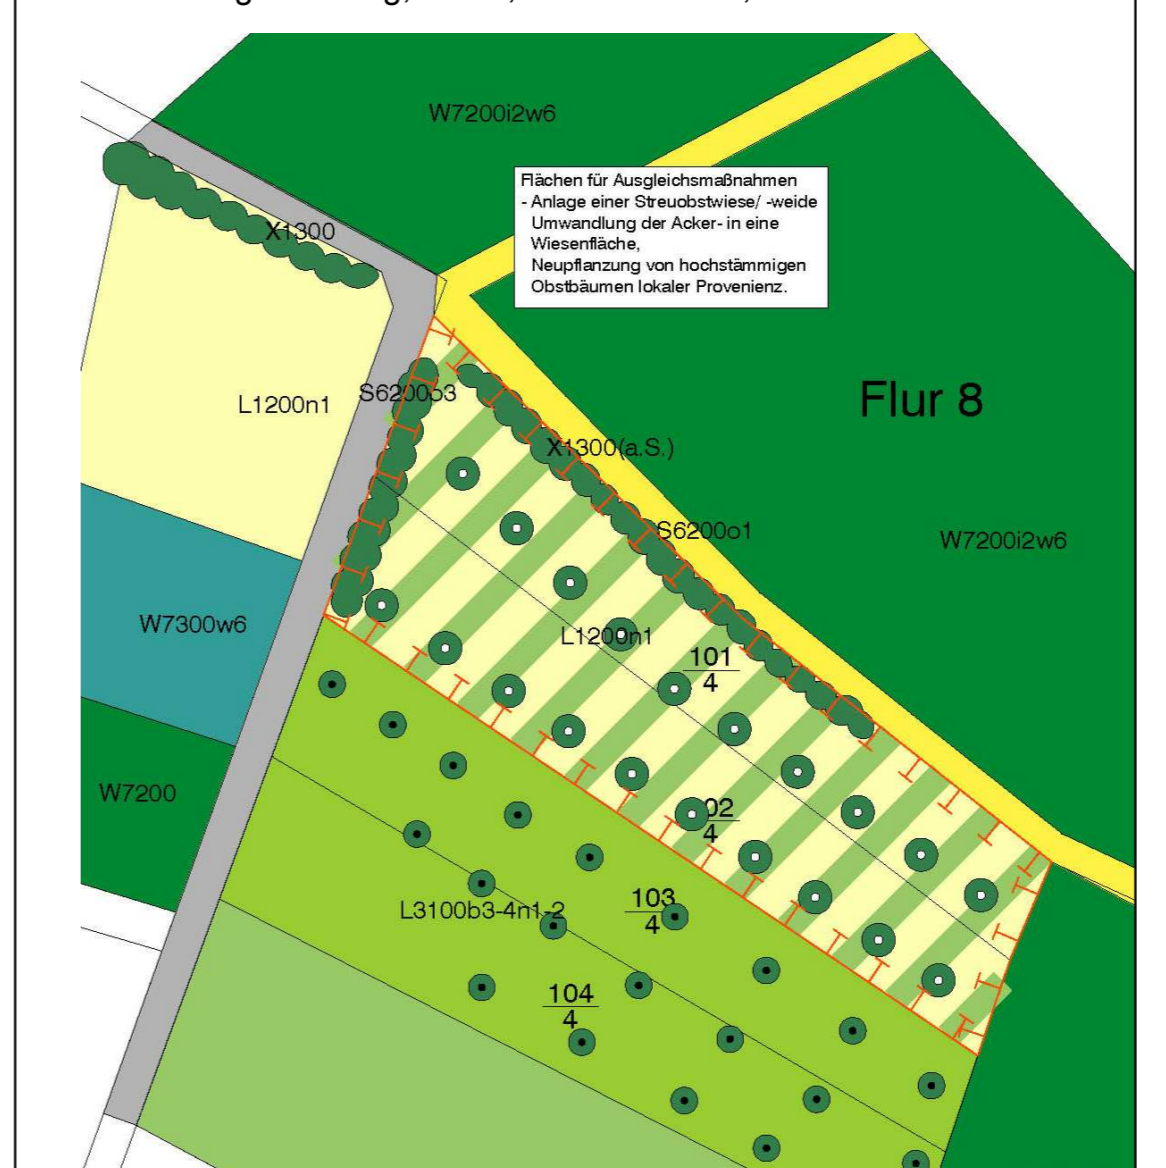 W7200i2w6
Flächen für Ausgleichsmaßnahmen
- Anlage einer Streuobstwiese/ -weide
Umwandlung der Acker- in eine
Wiesenfläche,
Neupflanzung von hochstämmigen
Obstbäumen lokaler Provenienz.
X1300
Flur 8
L1200n1
S6200o3
X1300(a.S.)
S6200o1
W7200i2w6
W7300w6
L1200n1
101
4
W7200
02
4
L3100b3-4n1-2
103
4
104
4